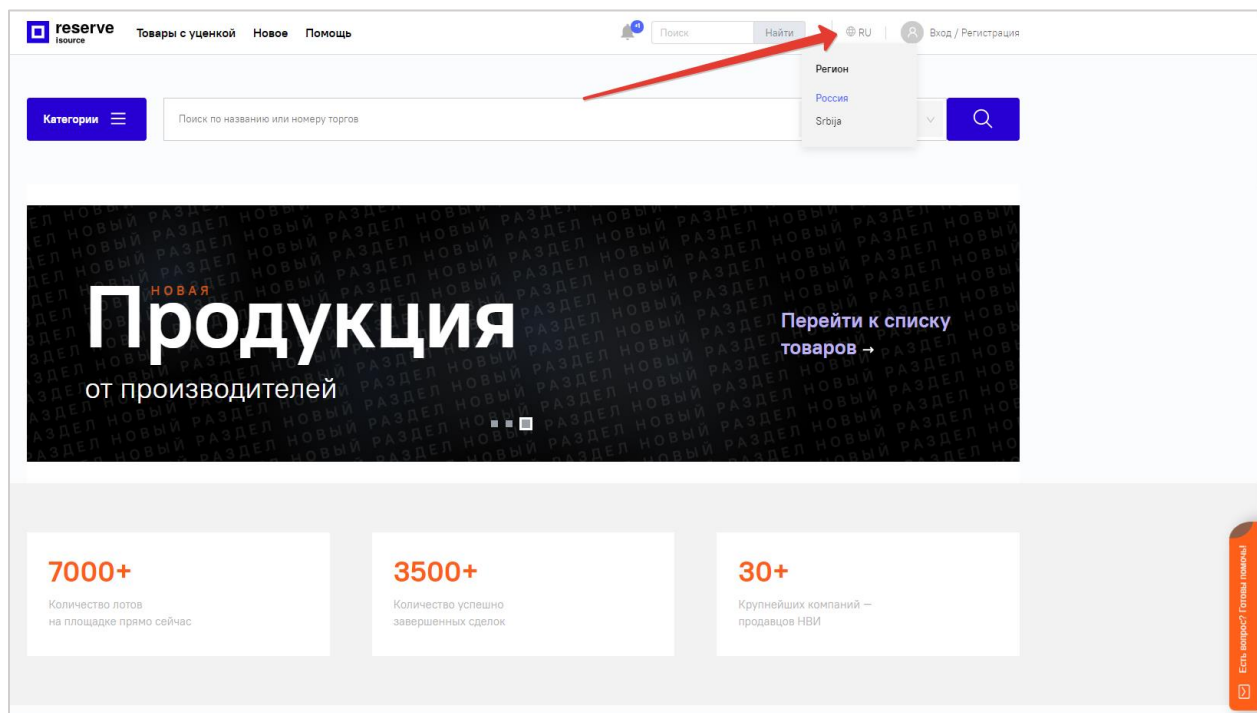 reserve
isource
Товары с уценкой Новое Помощь
+1
Поиск
Найти
RU
Вход / Регистрация
Регион
Россия
Srbija
Категории
Поиск по названию или номеру торгов
НОВАЯ
Продукция
от производителей
Перейти к списку
товаров →
7000+
Количество лотов
на площадке прямо сейчас
3500+
Количество успешно
завершенных сделок
30+
Крупнейших компаний —
продавцов НВИ
Есть вопрос? Готовы помочь!